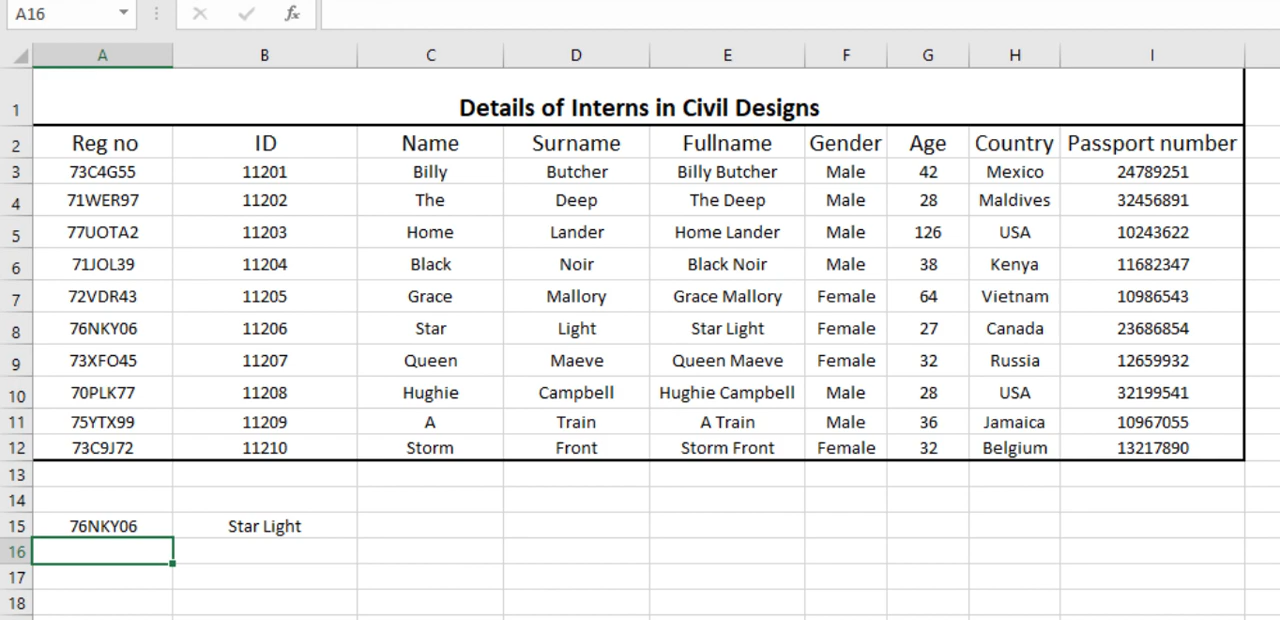 A16 fx
A B C D E F G H I
1 Details of Interns in Civil Designs
2 Reg no ID Name Surname Fullname Gender Age Country Passport number
3 73C4G55 11201 Billy Butcher Billy Butcher Male 42 Mexico 24789251
4 71WER97 11202 The Deep The Deep Male 28 Maldives 32456891
5 77UOTA2 11203 Home Lander Home Lander Male 126 USA 10243622
6 71JOL39 11204 Black Noir Black Noir Male 38 Kenya 11682347
7 72VDR43 11205 Grace Mallory Grace Mallory Female 64 Vietnam 10986543
8 76NKY06 11206 Star Light Star Light Female 27 Canada 23686854
9 73XFO45 11207 Queen Maeve Queen Maeve Female 32 Russia 12659932
10 70PLK77 11208 Hughie Campbell Hughie Campbell Male 28 USA 32199541
11 75YTX99 11209 A Train A Train Male 36 Jamaica 10967055
12 73C9J72 11210 Storm Front Storm Front Female 32 Belgium 13217890
13
14
15 76NKY06 Star Light
16
17
18